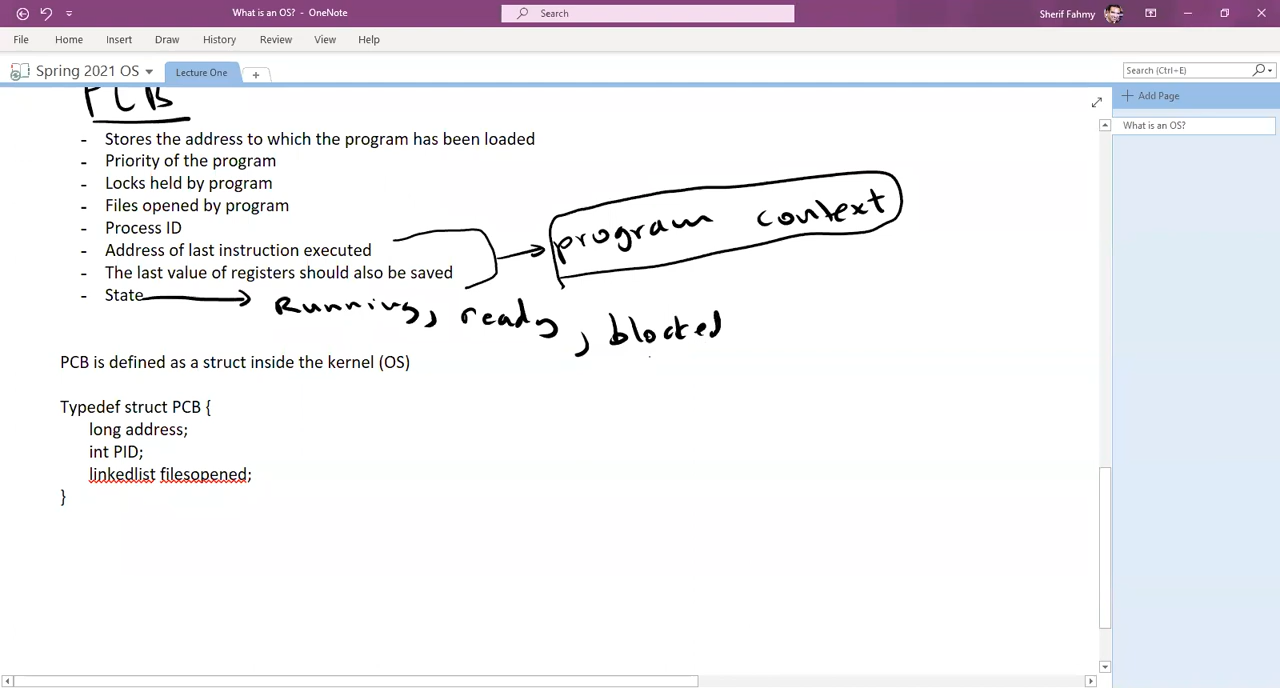 What is an OS? - OneNote
Search
Sherif Fahmy
File Home Insert Draw History Review View Help
Spring 2021 OS
Lecture One
+
Search (Ctrl+E)
Add Page
What is an OS?
PCB
- Stores the address to which the program has been loaded
- Priority of the program
- Locks held by program
- Files opened by program
- Process ID
- Address of last instruction executed
- The last value of registers should also be saved
program context
- State
Running, ready, blocked
PCB is defined as a struct inside the kernel (OS)
Typedef struct PCB {
long address;
int PID;
linkedlist filesopened;
}